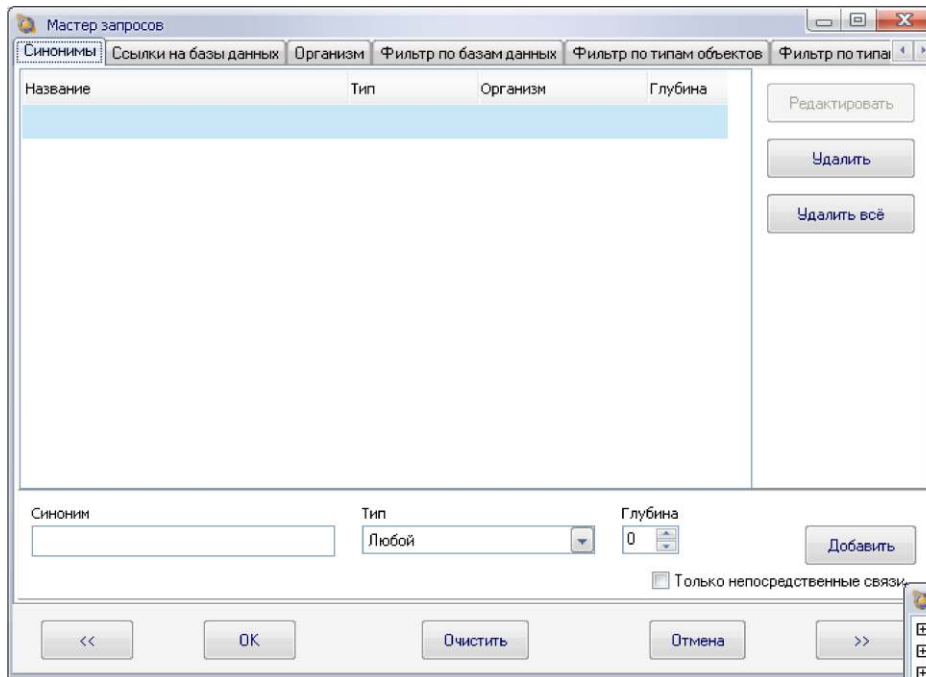 Мастер запросов
Синонимы Ссылки на базы данных Организм Фильтр по базам данных Фильтр по типам объектов Фильтр по
Название Тип Организм Глубина
Редактировать
Удалить
Удалить всё
Синоним Тип Глубина
Любой 0
Добавить
Только непосредственные связи
<< OK Очистить Отмена >>